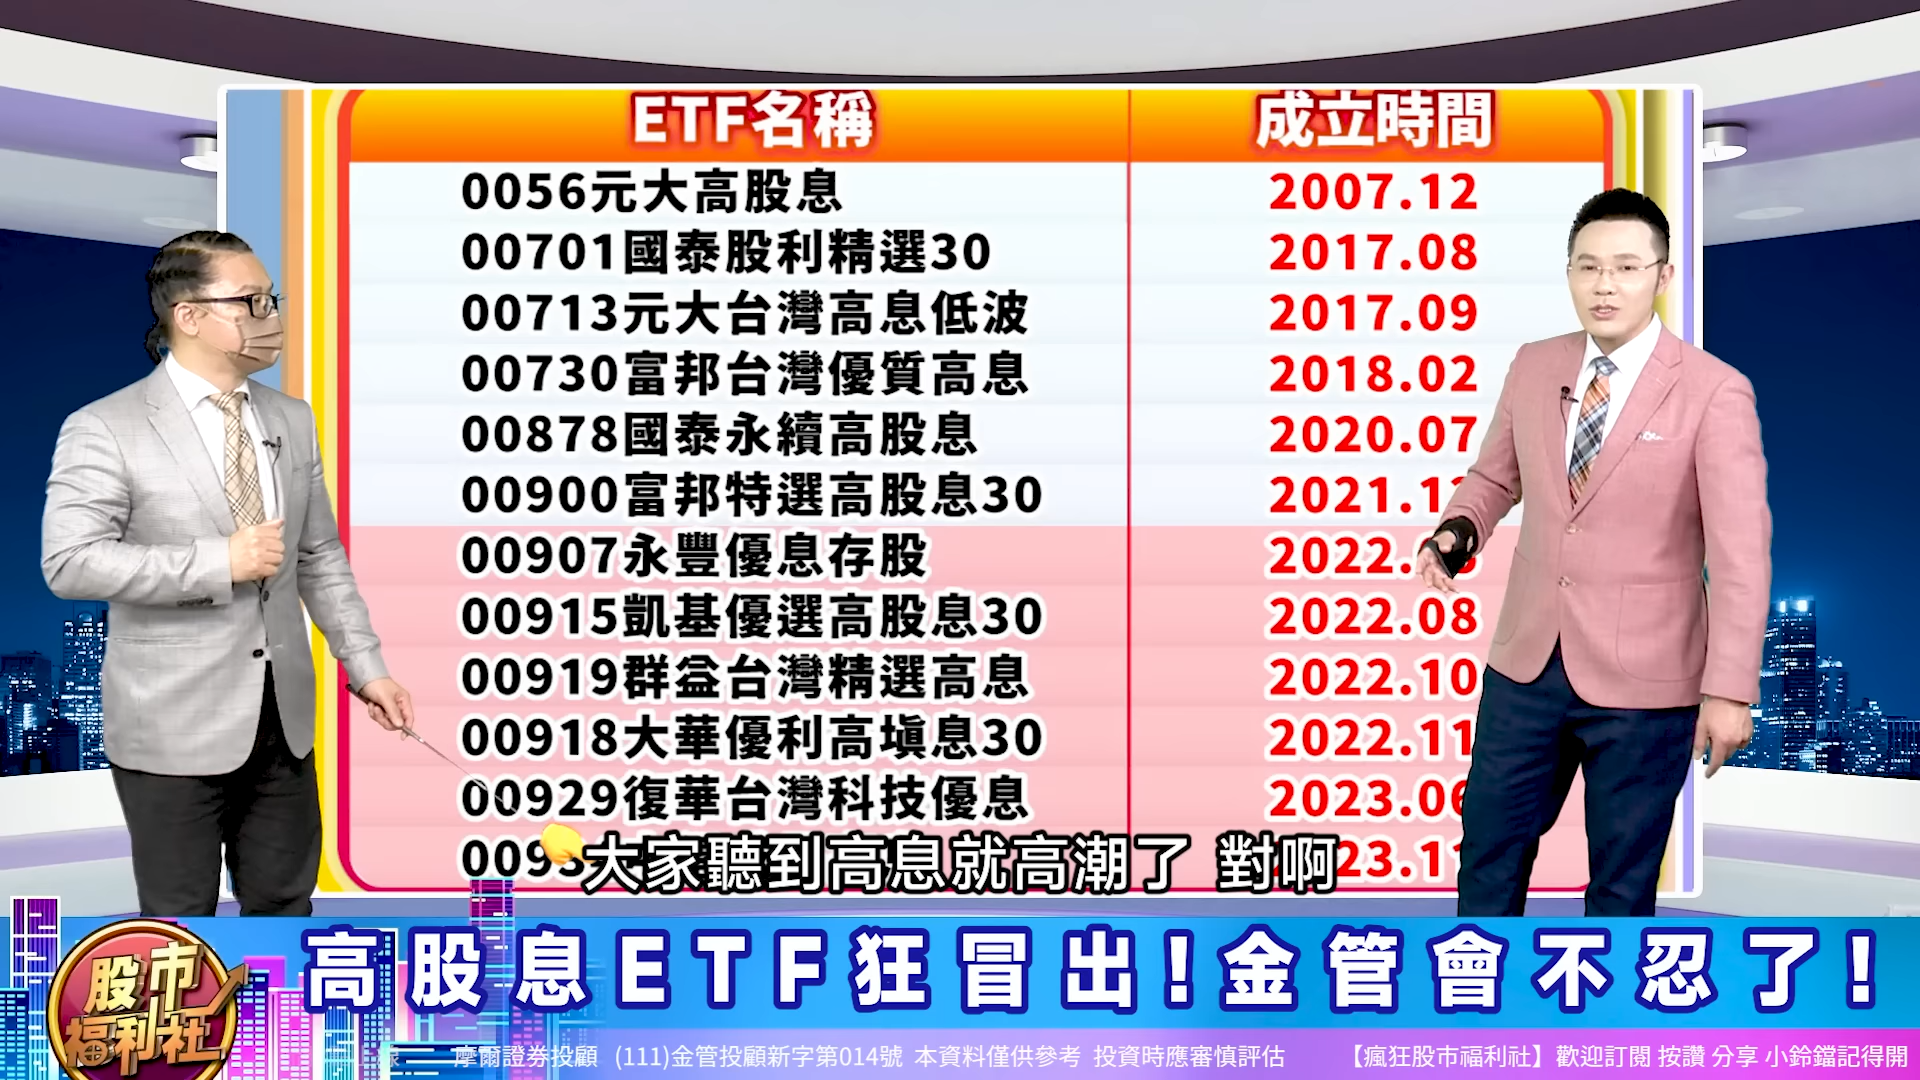 ETF名稱 成立時間
0056元大高股息 2007.12
00701國泰股利精選30 2017.08
00713元大台灣高息低波 2017.09
00730富邦台灣優質高息 2018.02
00878國泰永續高股息 2020.07
00900富邦特選高股息30 2021.1
00907永豐優息存股 2022.
00915凱基優選高股息30 2022.08
00919群益台灣精選高息 2022.10
00918大華優利高填息30 2022.11
00929復華台灣科技優息 2023.06
009 23.1
大家聽到高息就高潮了 對啊
高股息ETF狂冒出!金管會不忍了!
股市
福利社
摩爾證券投顧 (111)金管投顧新字第014號 本資料僅供參考 投資時應審慎評估 【瘋狂股市福利社】歡迎訂閱 按讚 分享 小鈴鐺記得開